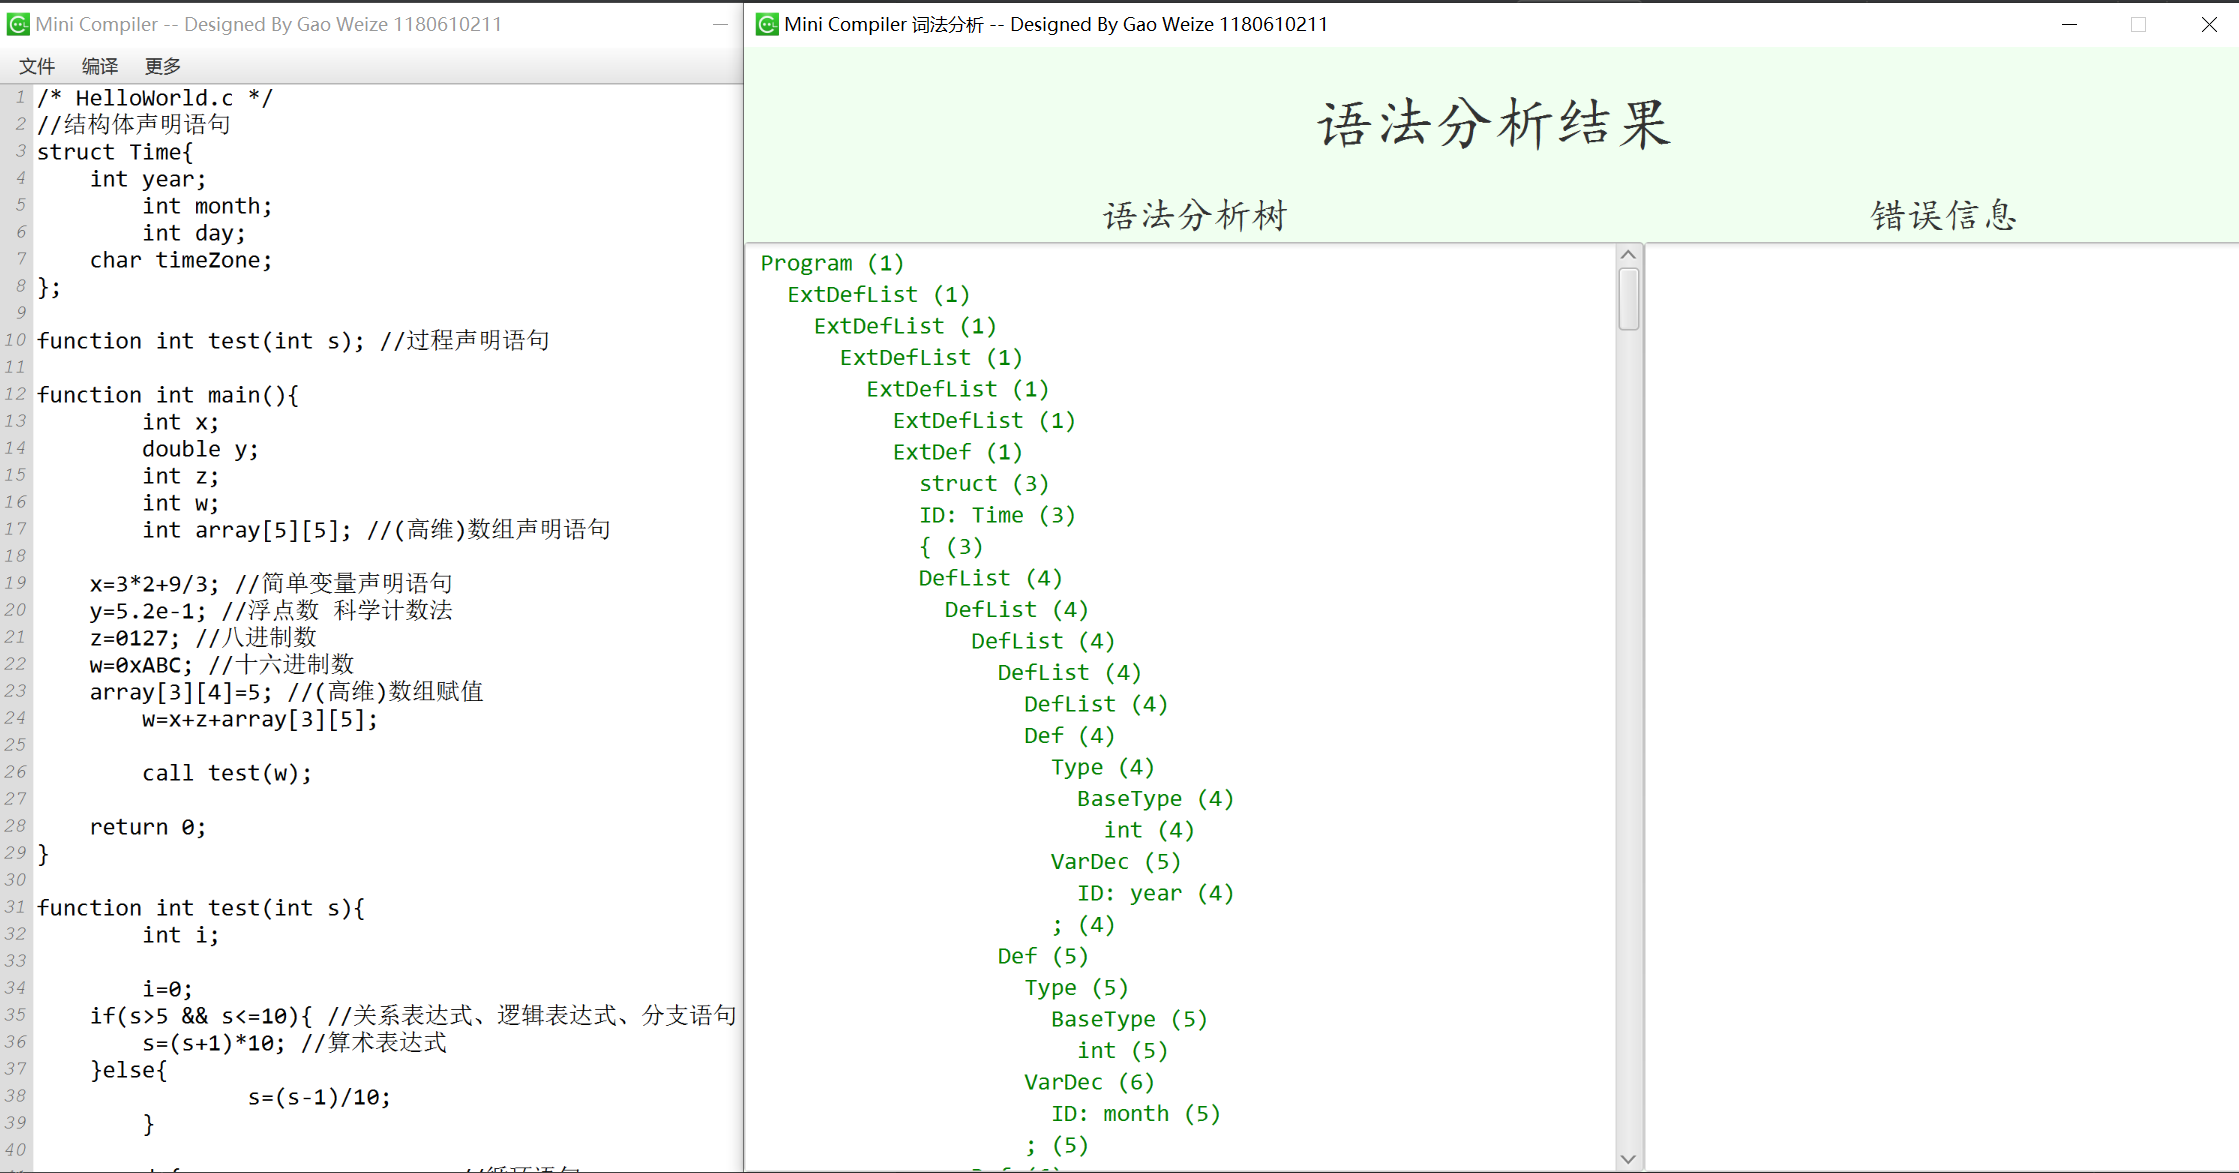 Mini Compiler -- Designed By Gao Weize 1180610211
文件 编译 更多
1 /* HelloWorld.c */
2 //结构体声明语句
3 struct Time{
4 int year;
5 int month;
6 int day;
7 char timeZone;
8 };
9
10 function int test(int s); //过程声明语句
11
12 function int main(){
13 int x;
14 double y;
15 int z;
16 int w;
17 int array[5][5]; //(高维)数组声明语句
18
19 x=3*2+9/3; //简单变量声明语句
20 y=5.2e-1; //浮点数 科学计数法
21 z=0127; //八进制数
22 w=0xABC; //十六进制数
23 array[3][4]=5; //(高维)数组赋值
24 w=x+z+array[3][5];
25
26 call test(w);
27
28 return 0;
29 }
30
31 function int test(int s){
32 int i;
33
34 i=0;
35 if(s>5 && s<=10){ //关系表达式、逻辑表达式、分支语句
36 s=(s+1)*10; //算术表达式
37 }else{
38 s=(s-1)/10;
39 }
40
//循环语句
Mini Compiler 词法分析 -- Designed By Gao Weize 1180610211
语法分析结果
语法分析树
错误信息
Program (1)
ExtDefList (1)
ExtDefList (1)
ExtDefList (1)
ExtDefList (1)
ExtDefList (1)
ExtDef (1)
struct (3)
ID: Time (3)
{ (3)
DefList (4)
DefList (4)
DefList (4)
DefList (4)
DefList (4)
Def (4)
Type (4)
BaseType (4)
int (4)
VarDec (5)
ID: year (4)
; (4)
Def (5)
Type (5)
BaseType (5)
int (5)
VarDec (6)
ID: month (5)
; (5)
Def (6)